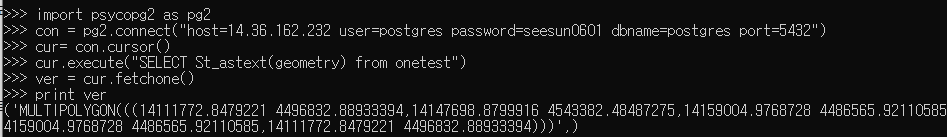 >>> import psycopg2 as pg2
>>> con = pg2.connect("host=14.36.162.232 user=postgres password=seesun0601 dbname=postgres port=5432")
>>> cur= con.cursor()
>>> cur.execute("SELECT St_astext(geometry) from onetest")
>>> ver = cur.fetchone()
>>> print ver
('MULTIPOLYGON(((14111772.8479221 4496832.88933394,14147698.8799916 4543382.48487275,14159004.9768728 4486565.92110585
4159004.9768728 4486565.92110585,14111772.8479221 4496832.88933394)))',)